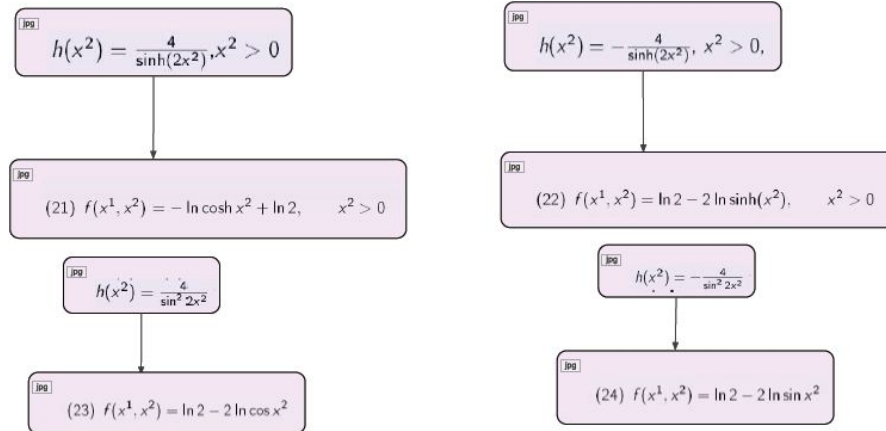 jpg
h(x²) = 4/sinh(2x²), x² > 0
jpg
h(x²) = − 4/sinh(2x²), x² > 0,
jpg
(21) f(x¹, x²) = − ln cosh x² + ln 2, x² > 0
jpg
(22) f(x¹, x²) = ln 2 − 2 ln sinh(x²), x² > 0
jpg
h(x²) = 4/sin² 2x²
jpg
h(x²) = − 4/sin² 2x²
jpg
(23) f(x¹, x²) = ln 2 − 2 ln cos x²
jpg
(24) f(x¹, x²) = ln 2 − 2 ln sin x²